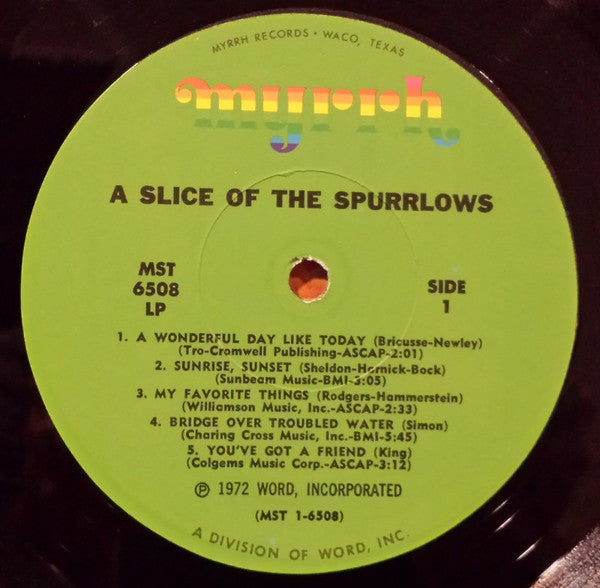 MYRRH RECORDS • WACO, TEXAS
myrrh
A SLICE OF THE SPURRLOWS
MST
6508
LP
SIDE
1
1. A WONDERFUL DAY LIKE TODAY (Bricusse-Newley)
(Tro-Cromwell Publishing-ASCAP-2:01)
2. SUNRISE, SUNSET (Sheldon-Hernick-Bock)
(Sunbeam Music-BMI-3:05)
3. MY FAVORITE THINGS (Rodgers-Hammerstein)
(Williamson Music, Inc.-ASCAP-2:33)
4. BRIDGE OVER TROUBLED WATER (Simon)
(Charing Cross Music, Inc.-BMI-5:45)
5. YOU'VE GOT A FRIEND (King)
(Colgems Music Corp.-ASCAP-3:12)
℗ 1972 WORD, INCORPORATED
(MST 1-6508)
A DIVISION OF WORD, INC.